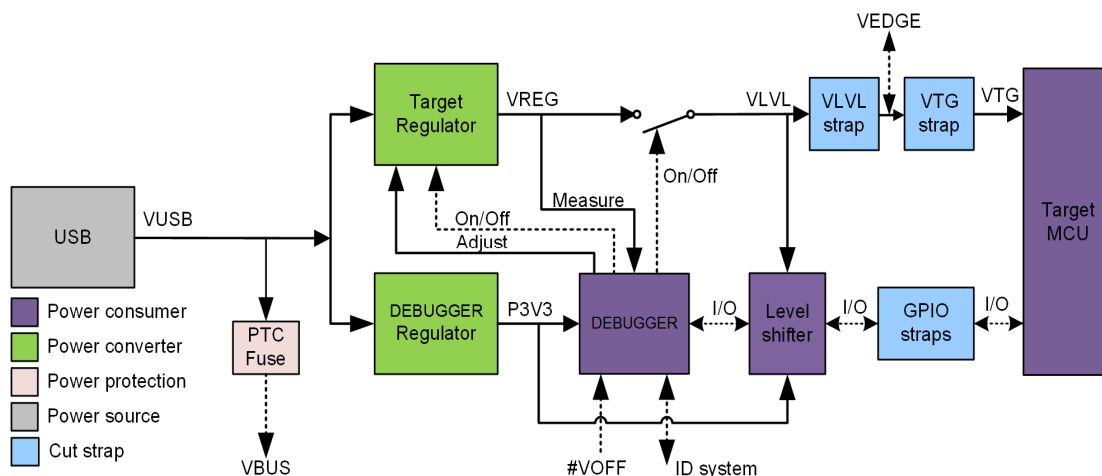 VEDGE
Target
Regulator
VREG
VLVL
VLVL
strap
VTG
strap
VTG
On/Off
Measure
On/Off
Adjust
USB
VUSB
Target
MCU
DEBUGGER
Regulator
P3V3
DEBUGGER
I/O
Level
shifter
I/O
GPIO
straps
I/O
PTC
Fuse
Power consumer
Power converter
Power protection
Power source
Cut strap
VBUS
#VOFF
ID system